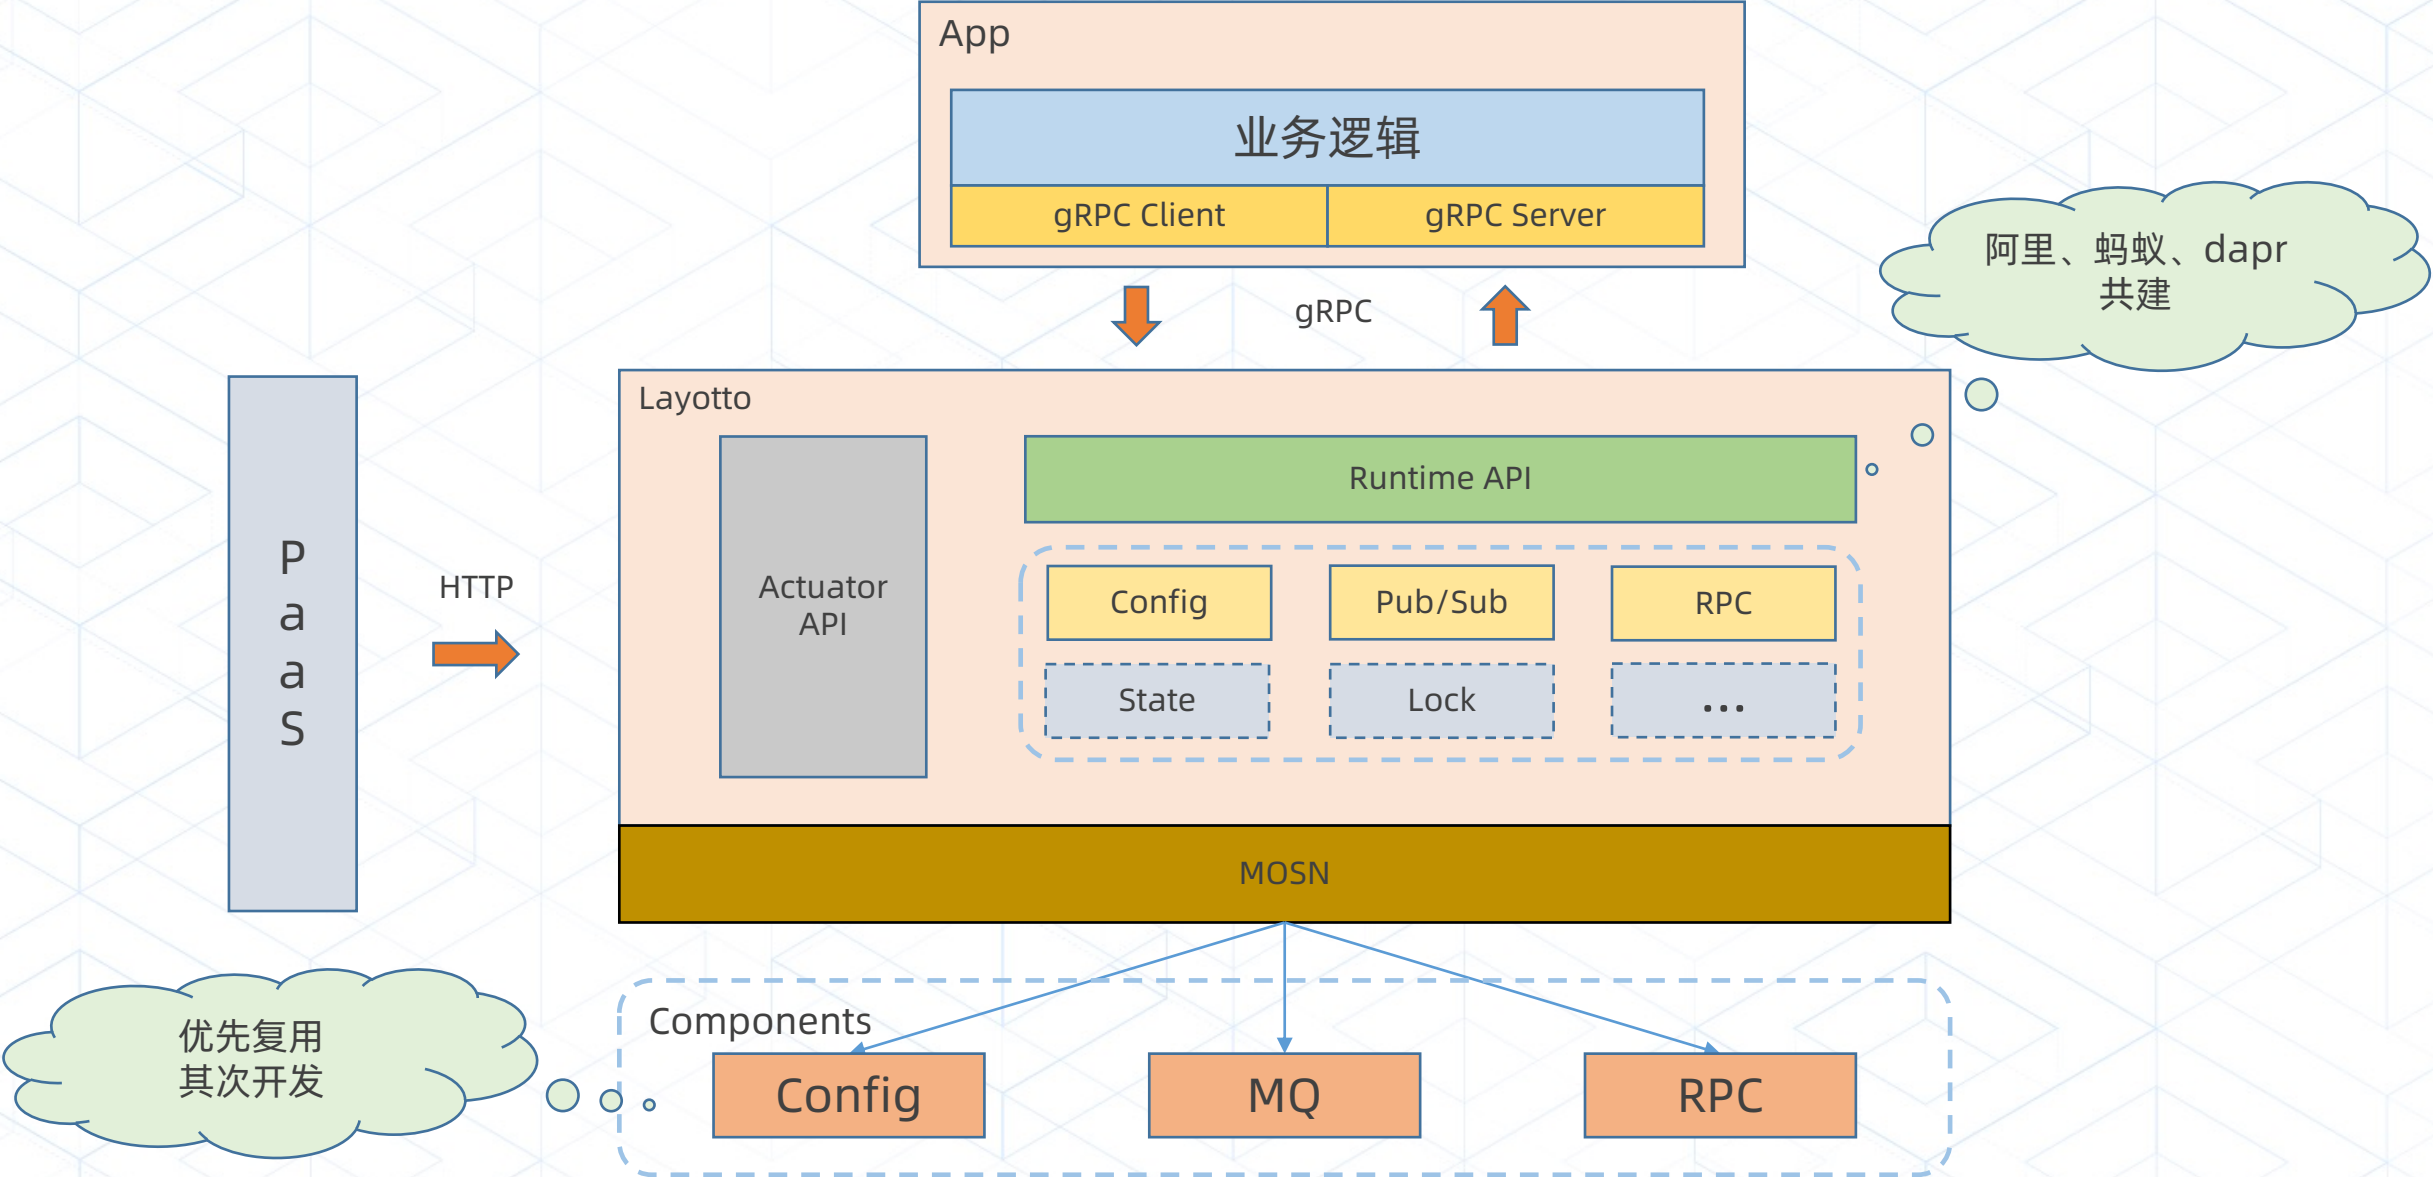 App
业务逻辑
gRPC Client
gRPC Server
gRPC
阿里、蚂蚁、dapr
共建
PaaS
HTTP
Layotto
Actuator
API
Runtime API
Config
Pub/Sub
RPC
State
Lock
...
MOSN
优先复用
其次开发
Components
Config
MQ
RPC